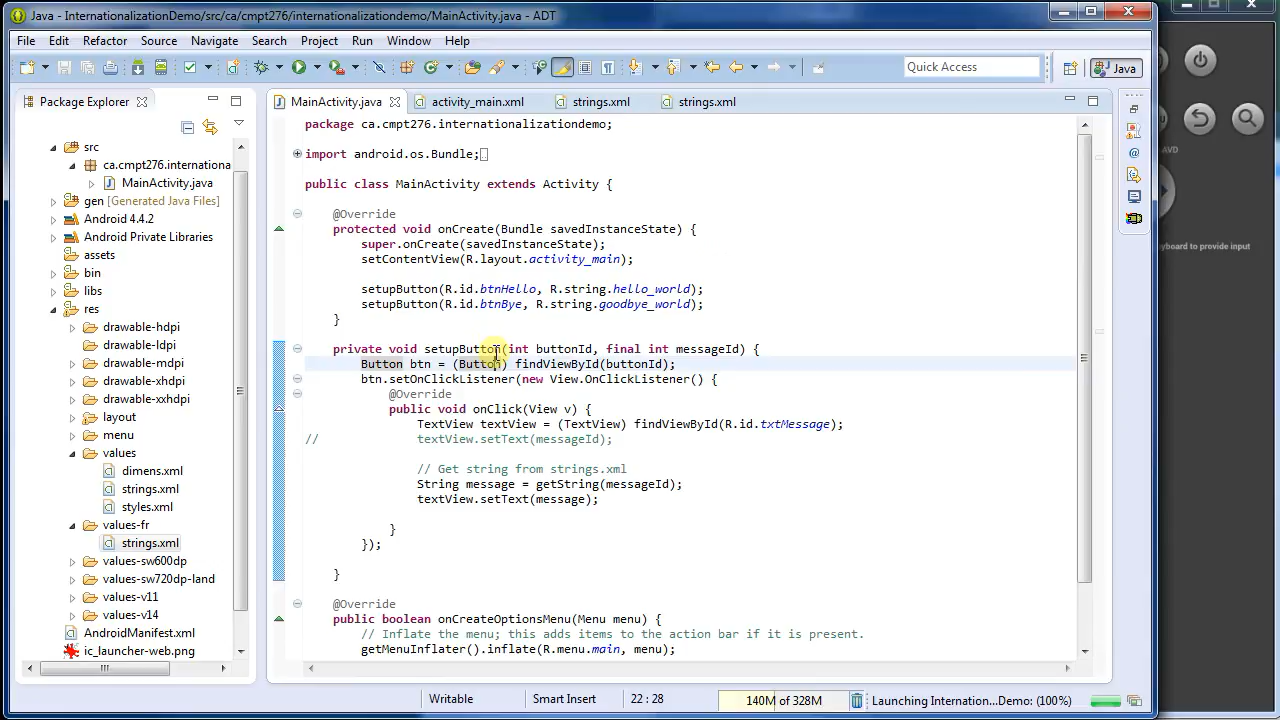 Java - InternationalizationDemo/src/ca/cmpt276/internationalizationdemo/MainActivity.java - ADT
File Edit Refactor Source Navigate Search Project Run Window Help
Quick Access
Java
Package Explorer
MainActivity.java activity_main.xml strings.xml strings.xml
src
ca.cmpt276.internationa
MainActivity.java
gen [Generated Java Files]
Android 4.4.2
Android Private Libraries
assets
bin
libs
res
drawable-hdpi
drawable-ldpi
drawable-mdpi
drawable-xhdpi
drawable-xxhdpi
layout
menu
values
dimens.xml
strings.xml
styles.xml
values-fr
strings.xml
values-sw600dp
values-sw720dp-land
values-v11
values-v14
AndroidManifest.xml
ic_launcher-web.png
package ca.cmpt276.internationalizationdemo;
import android.os.Bundle;
public class MainActivity extends Activity {
@Override
protected void onCreate(Bundle savedInstanceState) {
super.onCreate(savedInstanceState);
vity_main);
setupButton(R.id.btnHello, R.string.hello_world);
setupButton(R.id.btnBye, R.string.goodbye_world);
}
private void setupButton(int buttonId, final int messageId) {
Button btn = (Button) findViewById(buttonId);
btn.setOnClickListener(new View.OnClickListener() {
@Override
public void onClick(View v) {
TextView textView = (TextView) findViewById(R.id.txtMessage);
// textView.setText(messageId);
// Get string from strings.xml
String message = getString(messageId);
textView.setText(message);
}
});
}
@Override
public boolean onCreateOptionsMenu(Menu menu) {
// Inflate the menu; this adds items to the action bar if it is present.
getMenuInflater().inflate(R.menu.main, menu);
Writable Smart Insert 22 : 28 140M of 328M Launching Internation...Demo: (100%)
AVD
yboard to provide input